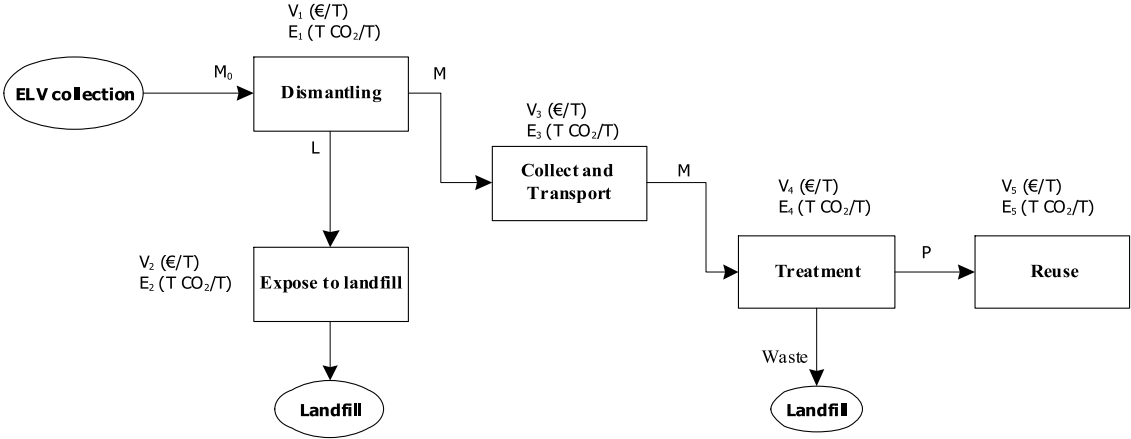 V₁ (€/T)
E₁ (T CO₂/T)
ELV collection
M₀
Dismantling
M
L
V₃ (€/T)
E₃ (T CO₂/T)
Collect and
Transport
M
V₄ (€/T)
E₄ (T CO₂/T)
V₅ (€/T)
E₅ (T CO₂/T)
V₂ (€/T)
E₂ (T CO₂/T)
Expose to landfill
Treatment
P
Reuse
Waste
Landfill
Landfill